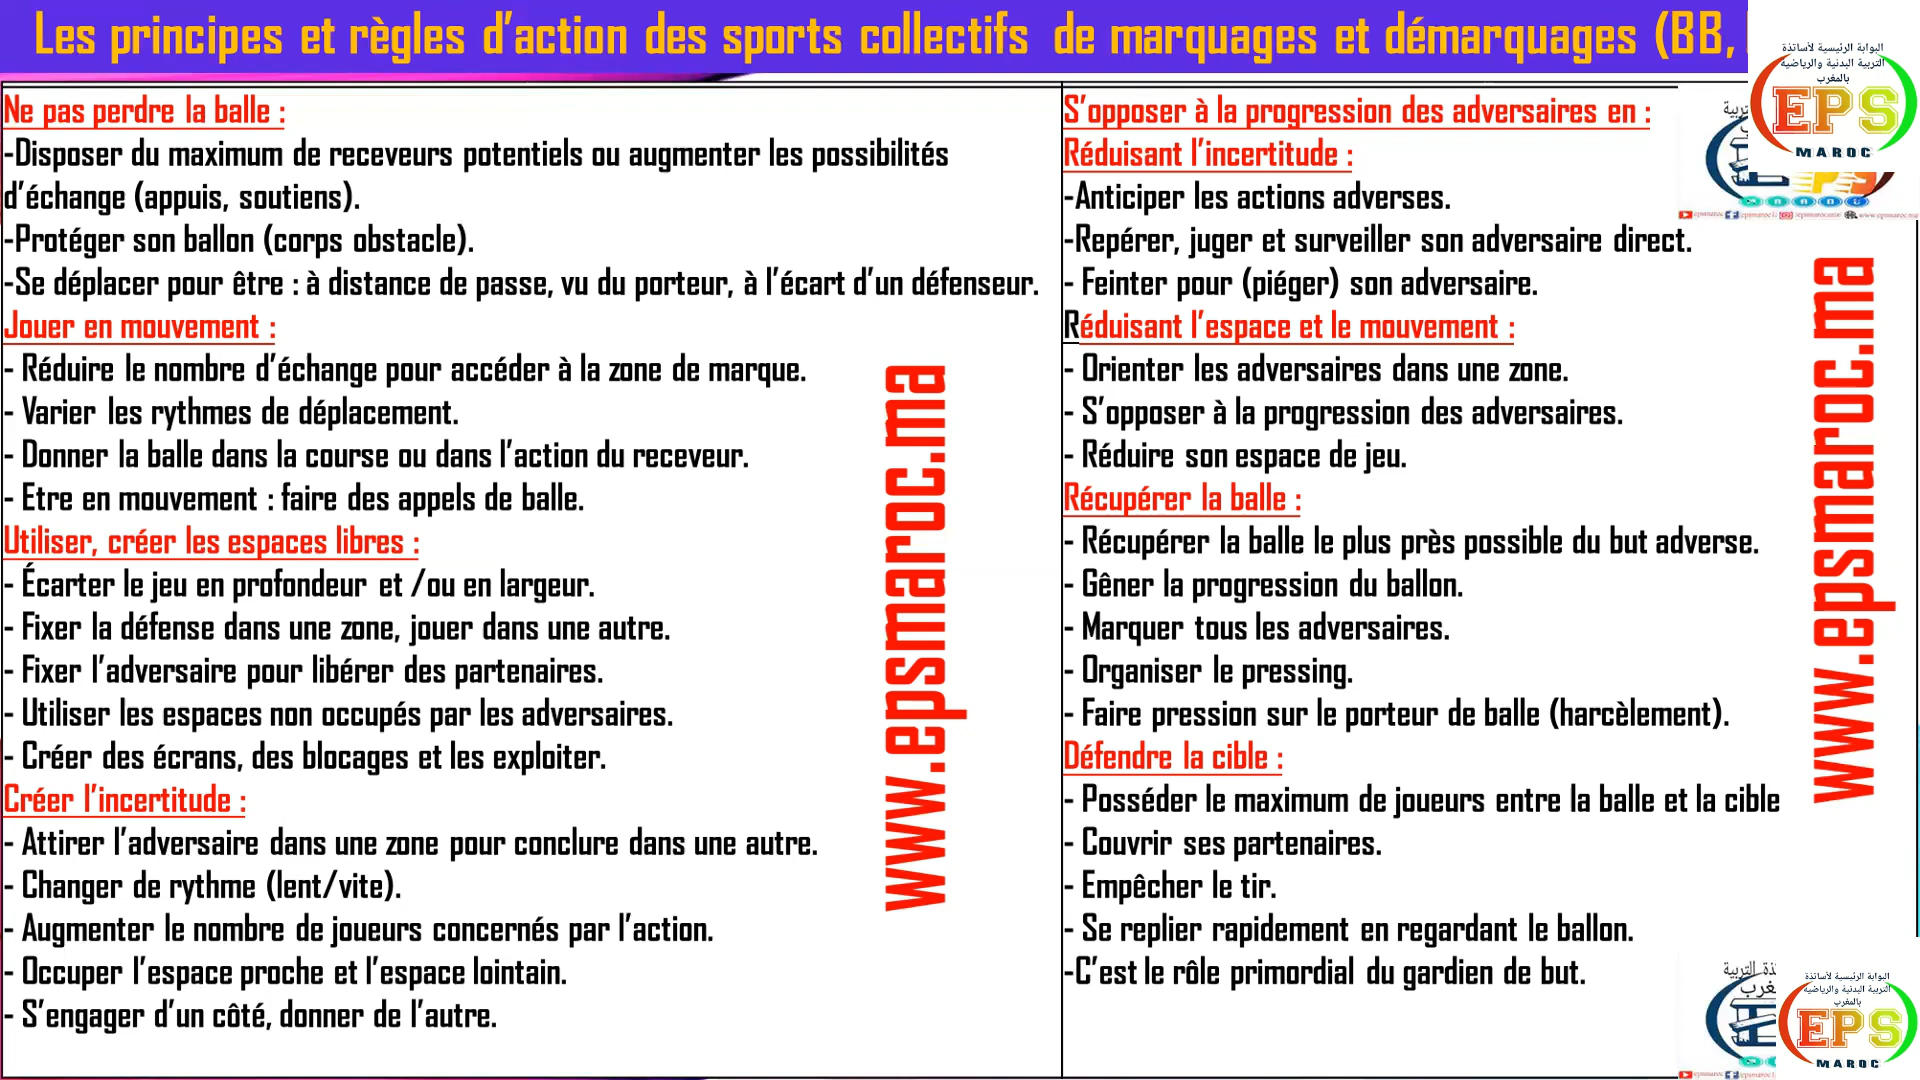 Les principes et règles d'action des sports collectifs de marquages et démarquages (BB,
Ne pas perdre la balle :
-Disposer du maximum de receveurs potentiels ou augmenter les possibilités
d'échange (appuis, soutiens).
-Protéger son ballon (corps obstacle).
-Se déplacer pour être : à distance de passe, vu du porteur, à l'écart d'un défenseur.
Jouer en mouvement :
- Réduire le nombre d'échange pour accéder à la zone de marque.
- Varier les rythmes de déplacement.
- Donner la balle dans la course ou dans l'action du receveur.
- Etre en mouvement : faire des appels de balle.
Utiliser, créer les espaces libres :
- Écarter le jeu en profondeur et /ou en largeur.
- Fixer la défense dans une zone, jouer dans une autre.
- Fixer l'adversaire pour libérer des partenaires.
- Utiliser les espaces non occupés par les adversaires.
- Créer des écrans, des blocages et les exploiter.
Créer l'incertitude :
- Attirer l'adversaire dans une zone pour conclure dans une autre.
- Changer de rythme (lent/vite).
- Augmenter le nombre de joueurs concernés par l'action.
- Occuper l'espace proche et l'espace lointain.
- S'engager d'un côté, donner de l'autre.
www.epsmaroc.ma
S'opposer à la progression des adversaires en :
Réduisant l'incertitude :
-Anticiper les actions adverses.
-Repérer, juger et surveiller son adversaire direct.
- Feinter pour (piéger) son adversaire.
Réduisant l'espace et le mouvement :
- Orienter les adversaires dans une zone.
- S'opposer à la progression des adversaires.
- Réduire son espace de jeu.
Récupérer la balle :
- Récupérer la balle le plus près possible du but adverse.
- Gêner la progression du ballon.
- Marquer tous les adversaires.
- Organiser le pressing.
- Faire pression sur le porteur de balle (harcèlement).
Défendre la cible :
- Posséder le maximum de joueurs entre la balle et la cible
- Couvrir ses partenaires.
- Empêcher le tir.
- Se replier rapidement en regardant le ballon.
-C'est le rôle primordial du gardien de but.
www.epsmaroc.ma
البوابة الرئيسية لأساتذة
التربية البدنية والرياضية
بالمغرب
EPS
MAROC
البوابة الرئيسية لأساتذة
التربية البدنية والرياضية
بالمغرب
EPS
MAROC